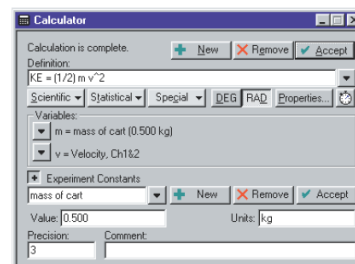 Calculator
Calculation is complete. New Remove Accept
Definition:
KE = (1/2) m v^2
Scientific Statistical Special DEG RAD Properties...
Variables:
m = mass of cart (0.500 kg)
v = Velocity, Ch1&2
Experiment Constants
mass of cart New Remove Accept
Value: 0.500 Units: kg
Precision: Comment:
3